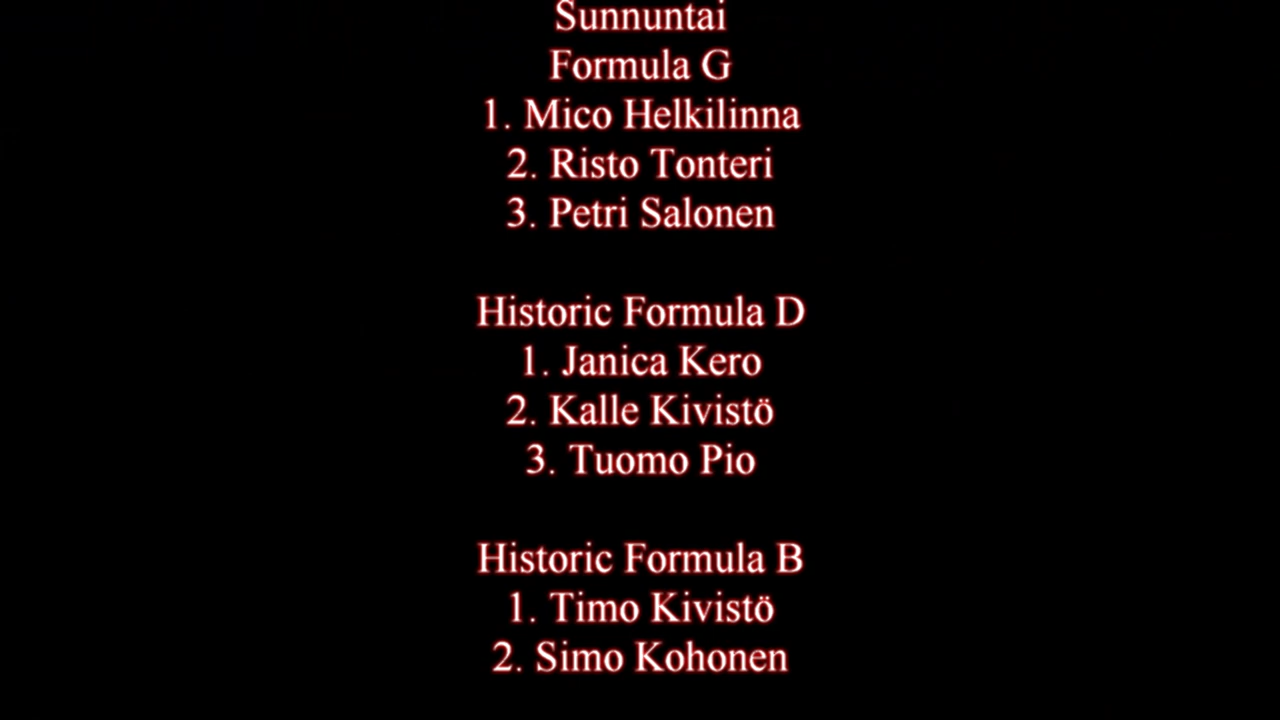 Sunnuntai
Formula G
1. Mico Helkilinna
2. Risto Tonteri
3. Petri Salonen
Historic Formula D
1. Janica Kero
2. Kalle Kivistö
3. Tuomo Pio
Historic Formula B
1. Timo Kivistö
2. Simo Kohonen